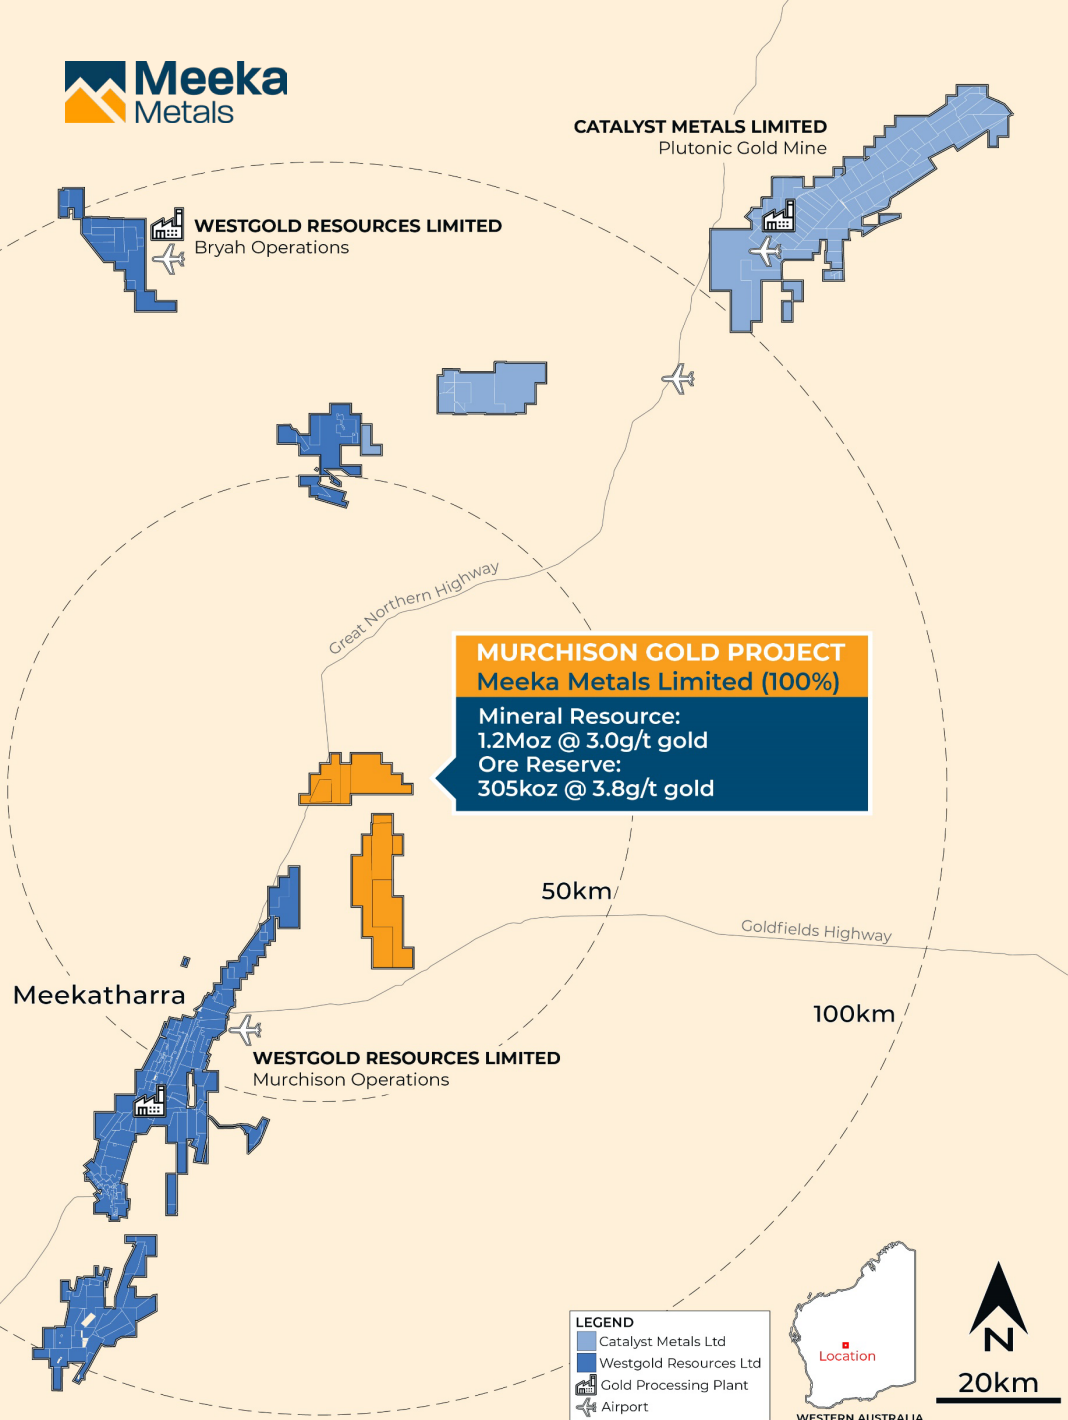 Meeka
Metals
CATALYST METALS LIMITED
Plutonic Gold Mine
WESTGOLD RESOURCES LIMITED
Bryah Operations
Great Northern Highway
MURCHISON GOLD PROJECT
Meeka Metals Limited (100%)
Mineral Resource:
1.2Moz @ 3.0g/t gold
Ore Reserve:
305koz @ 3.8g/t gold
50km
Goldfields Highway
Meekatharra
100km
WESTGOLD RESOURCES LIMITED
Murchison Operations
LEGEND
Catalyst Metals Ltd
Westgold Resources Ltd
Gold Processing Plant
Airport
Location
WESTERN AUSTRALIA
N
20km